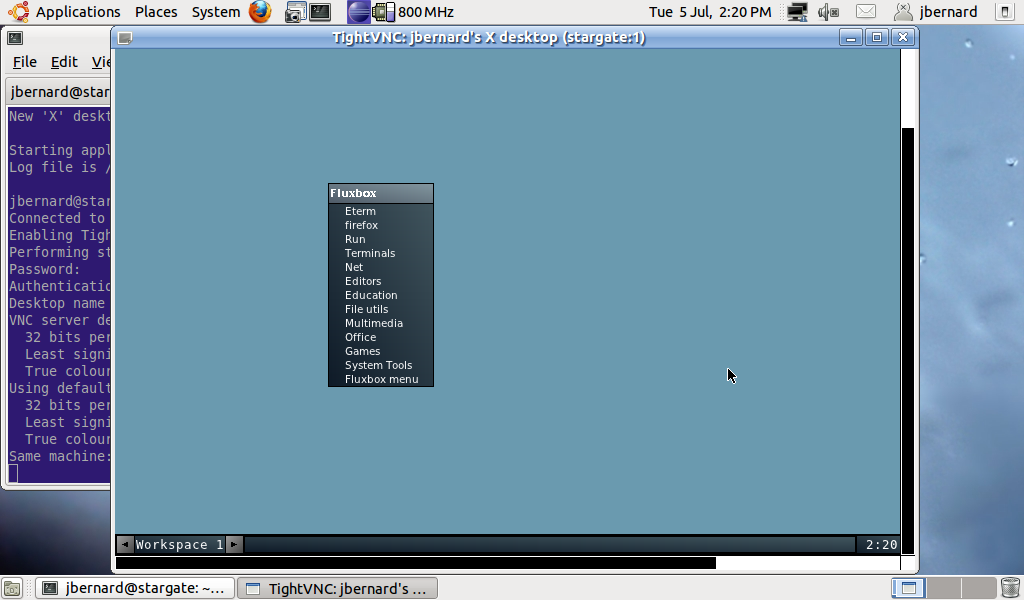 Applications Places System 800 MHz Tue 5 Jul, 2:20 PM jbernard
TightVNC: jbernard's X desktop (stargate:1)
File Edit Vie
jbernard@star
New 'X' deskt
Starting appl
Log file is /
jbernard@star
Connected to
Enabling Tigh
Performing st
Password:
Authenticatio
Desktop name
VNC server de
32 bits per
Least signi
True colour
Using default
32 bits per
Least signi
True colour
Same machine:
Fluxbox
Eterm
firefox
Run
Terminals
Net
Editors
Education
File utils
Multimedia
Office
Games
System Tools
Fluxbox menu
Workspace 1 2:20
jbernard@stargate: ~... TightVNC: jbernard's ...